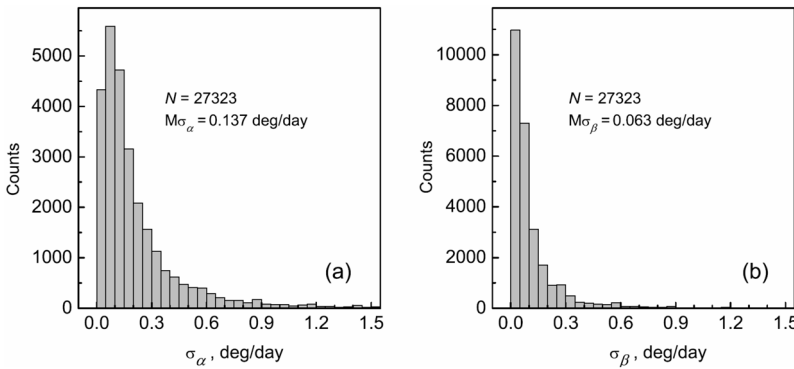 5000
4000
3000
2000
1000
0
Counts
N = 27323
Mσα = 0.137 deg/day
(a)
0.0 0.3 0.6 0.9 1.2 1.5
σα , deg/day
10000
8000
6000
4000
2000
0
Counts
N = 27323
Mσβ = 0.063 deg/day
(b)
0.0 0.3 0.6 0.9 1.2 1.5
σβ , deg/day